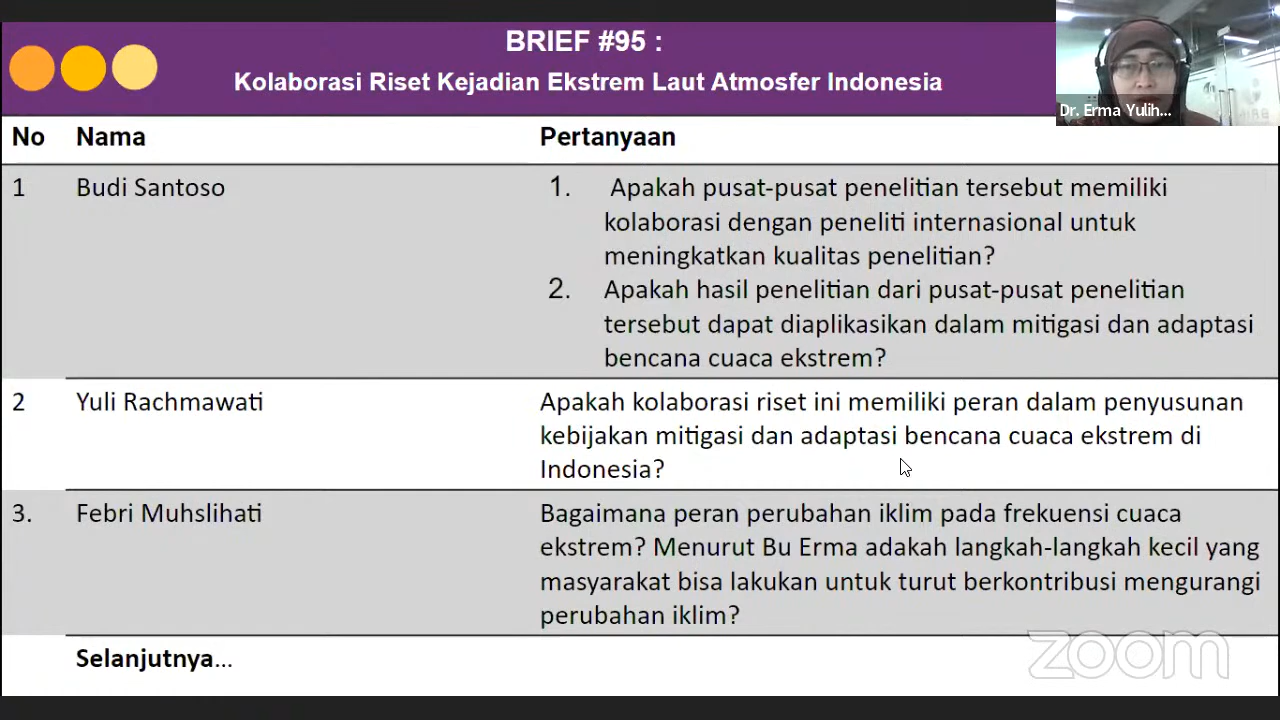 BRIEF #95 :
Kolaborasi Riset Kejadian Ekstrem Laut Atmosfer Indonesia
Dr. Erma Yulih...
No Nama Pertanyaan
1 Budi Santoso 1. Apakah pusat-pusat penelitian tersebut memiliki
kolaborasi dengan peneliti internasional untuk
meningkatkan kualitas penelitian?
2. Apakah hasil penelitian dari pusat-pusat penelitian
tersebut dapat diaplikasikan dalam mitigasi dan adaptasi
bencana cuaca ekstrem?
2 Yuli Rachmawati Apakah kolaborasi riset ini memiliki peran dalam penyusunan
kebijakan mitigasi dan adaptasi bencana cuaca ekstrem di
Indonesia?
3. Febri Muhslihati Bagaimana peran perubahan iklim pada frekuensi cuaca
ekstrem? Menurut Bu Erma adakah langkah-langkah kecil yang
masyarakat bisa lakukan untuk turut berkontribusi mengurangi
perubahan iklim?
Selanjutnya...
zoom